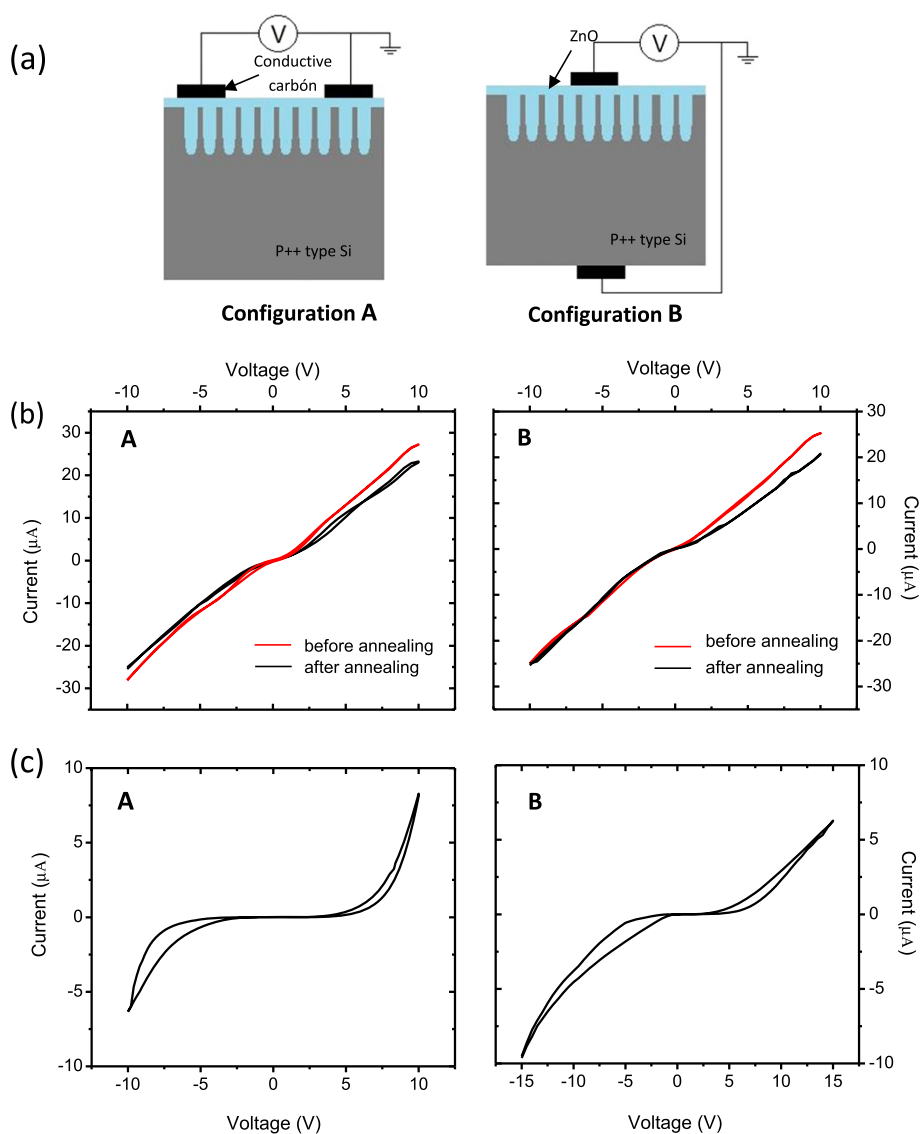 (a)
V
Conductive
carbón
P++ type Si
Configuration A
ZnO
V
P++ type Si
Configuration B
(b)
Voltage (V)
-10 -5 0 5 10
A
30
20
10
0
-10
-20
-30
Current (µA)
before annealing
after annealing
Voltage (V)
-10 -5 0 5 10
B
30
20
10
0
-10
-20
-30
Current (µA)
before annealing
after annealing
(c)
A
10
5
0
-5
-10
Current (µA)
-10 -5 0 5 10
Voltage (V)
B
10
5
0
-5
-10
Current (µA)
-15 -10 -5 0 5 10 15
Voltage (V)